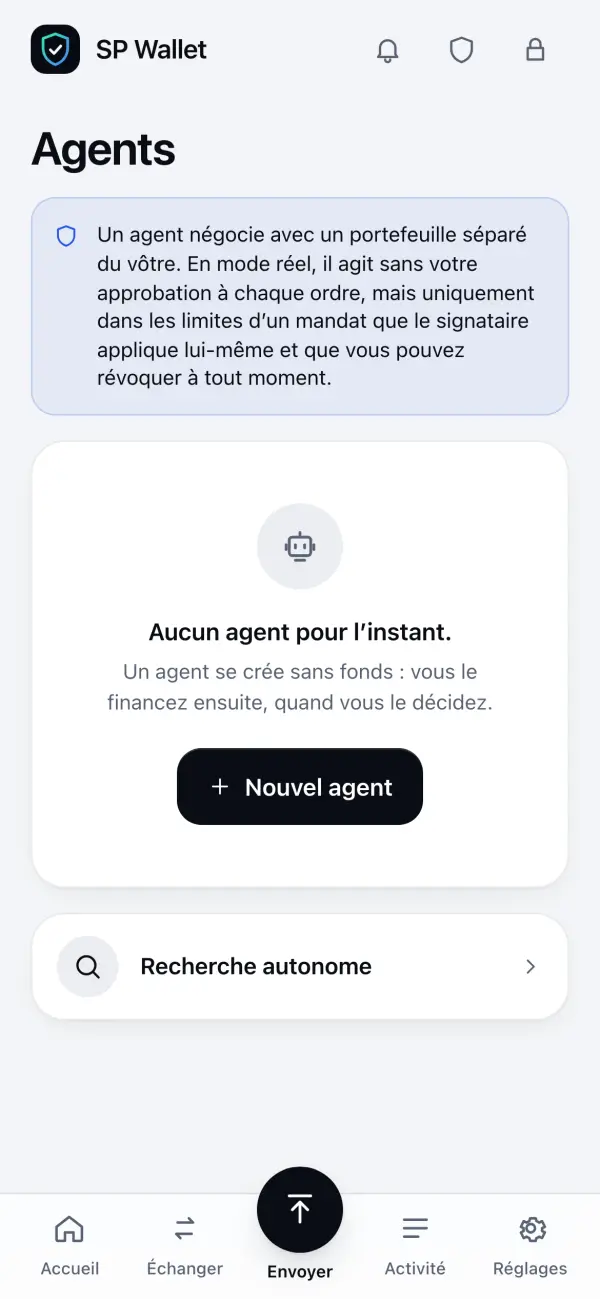 SP Wallet
Agents
Un agent négocie avec un portefeuille séparé
du vôtre. En mode réel, il agit sans votre
approbation à chaque ordre, mais uniquement
dans les limites d’un mandat que le signataire
applique lui-même et que vous pouvez
révoquer à tout moment.
Aucun agent pour l’instant.
Un agent se crée sans fonds : vous le
financez ensuite, quand vous le décidez.
Nouvel agent
Recherche autonome
Accueil
Échanger
Envoyer
Activité
Réglages